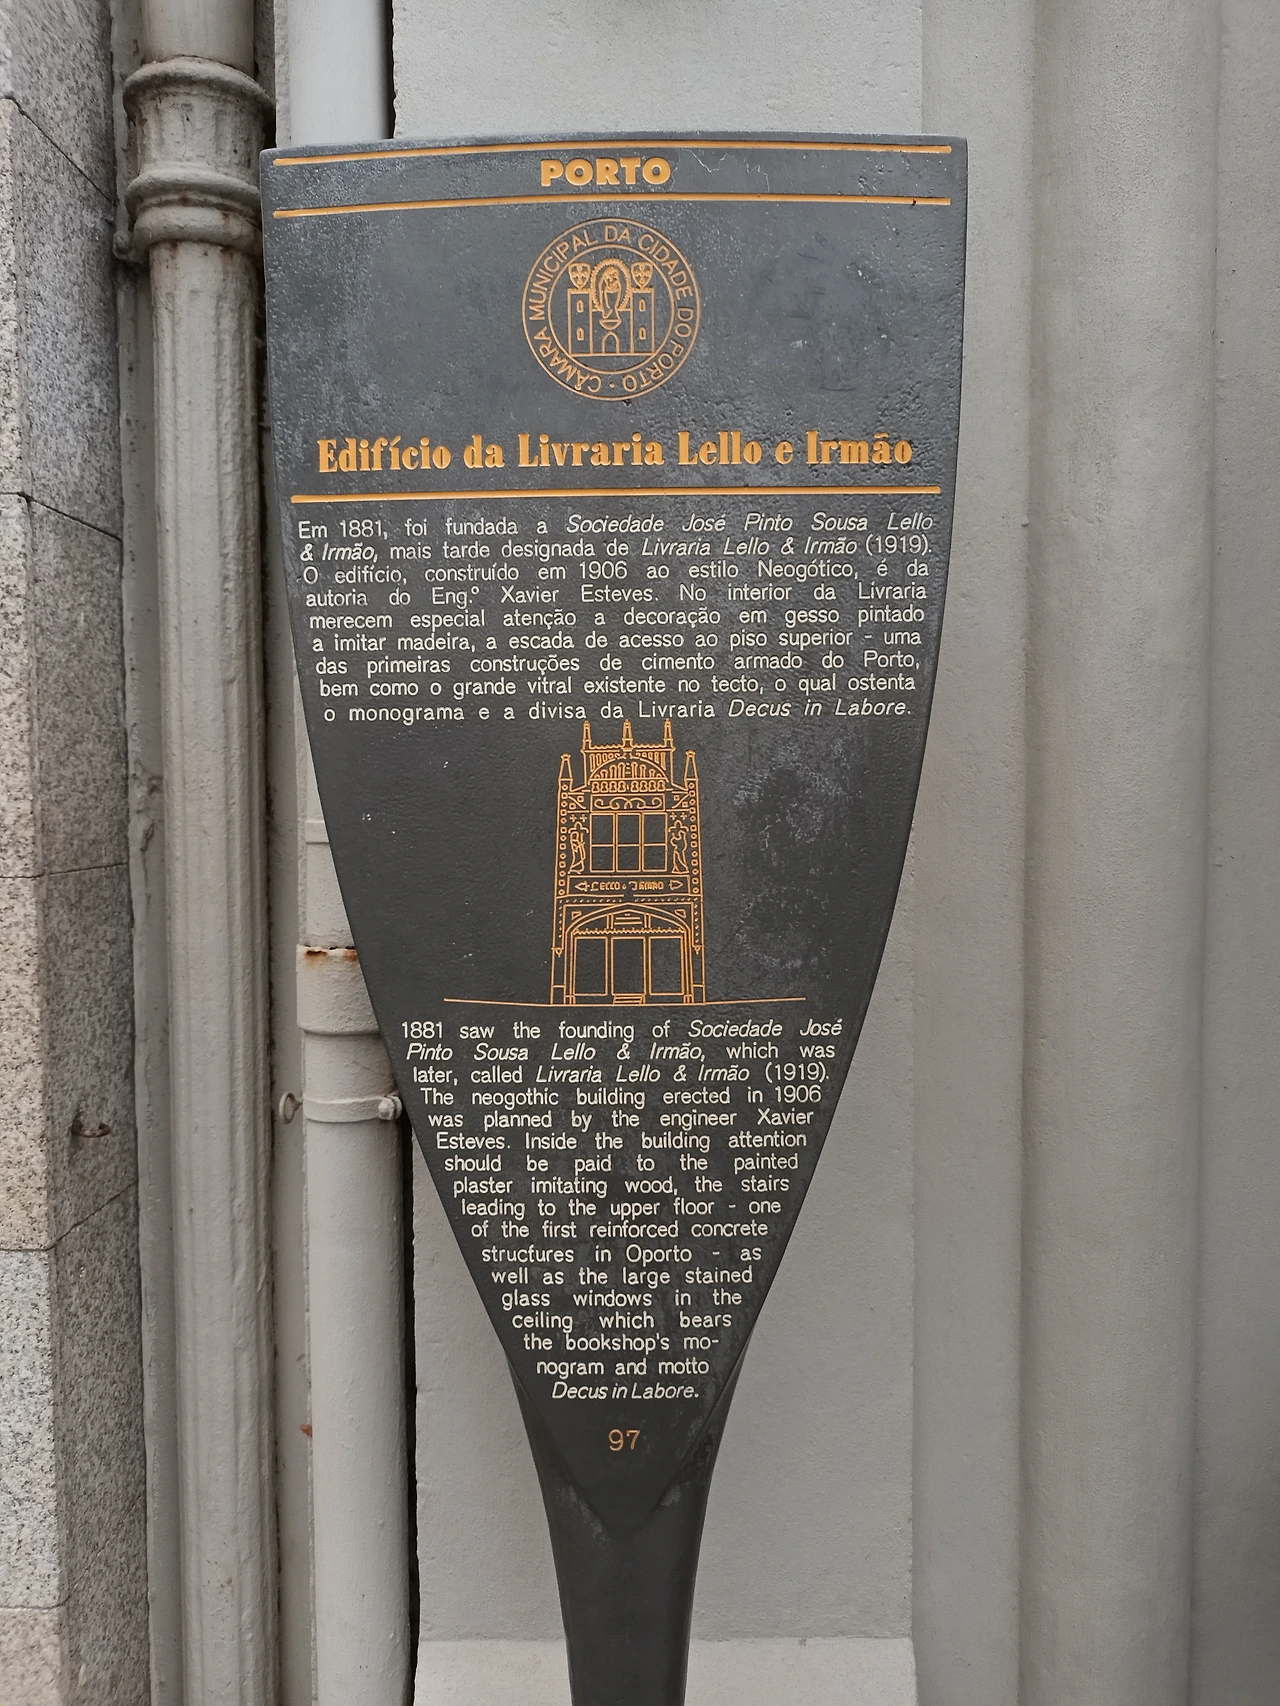 PORTO
CÂMARA MUNICIPAL DA CIDADE DO PORTO ·
Edifício da Livraria Lello e Irmão
Em 1881, foi fundada a Sociedade José Pinto Sousa Lello
& Irmão, mais tarde designada de Livraria Lello & Irmão (1919).
O edifício, construído em 1906 ao estilo Neogótico, é da
autoria do Eng.º Xavier Esteves. No interior da Livraria
merecem especial atenção a decoração em gesso pintado
a imitar madeira, a escada de acesso ao piso superior - uma
das primeiras construções de cimento armado do Porto,
bem como o grande vitral existente no tecto, o qual ostenta
o monograma e a divisa da Livraria Decus in Labore.
LELLO · IRMÃO
1881 saw the founding of Sociedade José
Pinto Sousa Lello & Irmão, which was
later, called Livraria Lello & Irmão (1919).
The neogothic building erected in 1906
was planned by the engineer Xavier
Esteves. Inside the building attention
should be paid to the painted
plaster imitating wood, the stairs
leading to the upper floor - one
of the first reinforced concrete
structures in Oporto - as
well as the large stained
glass windows in the
ceiling which bears
the bookshop's mo-
nogram and motto
Decus in Labore.
97